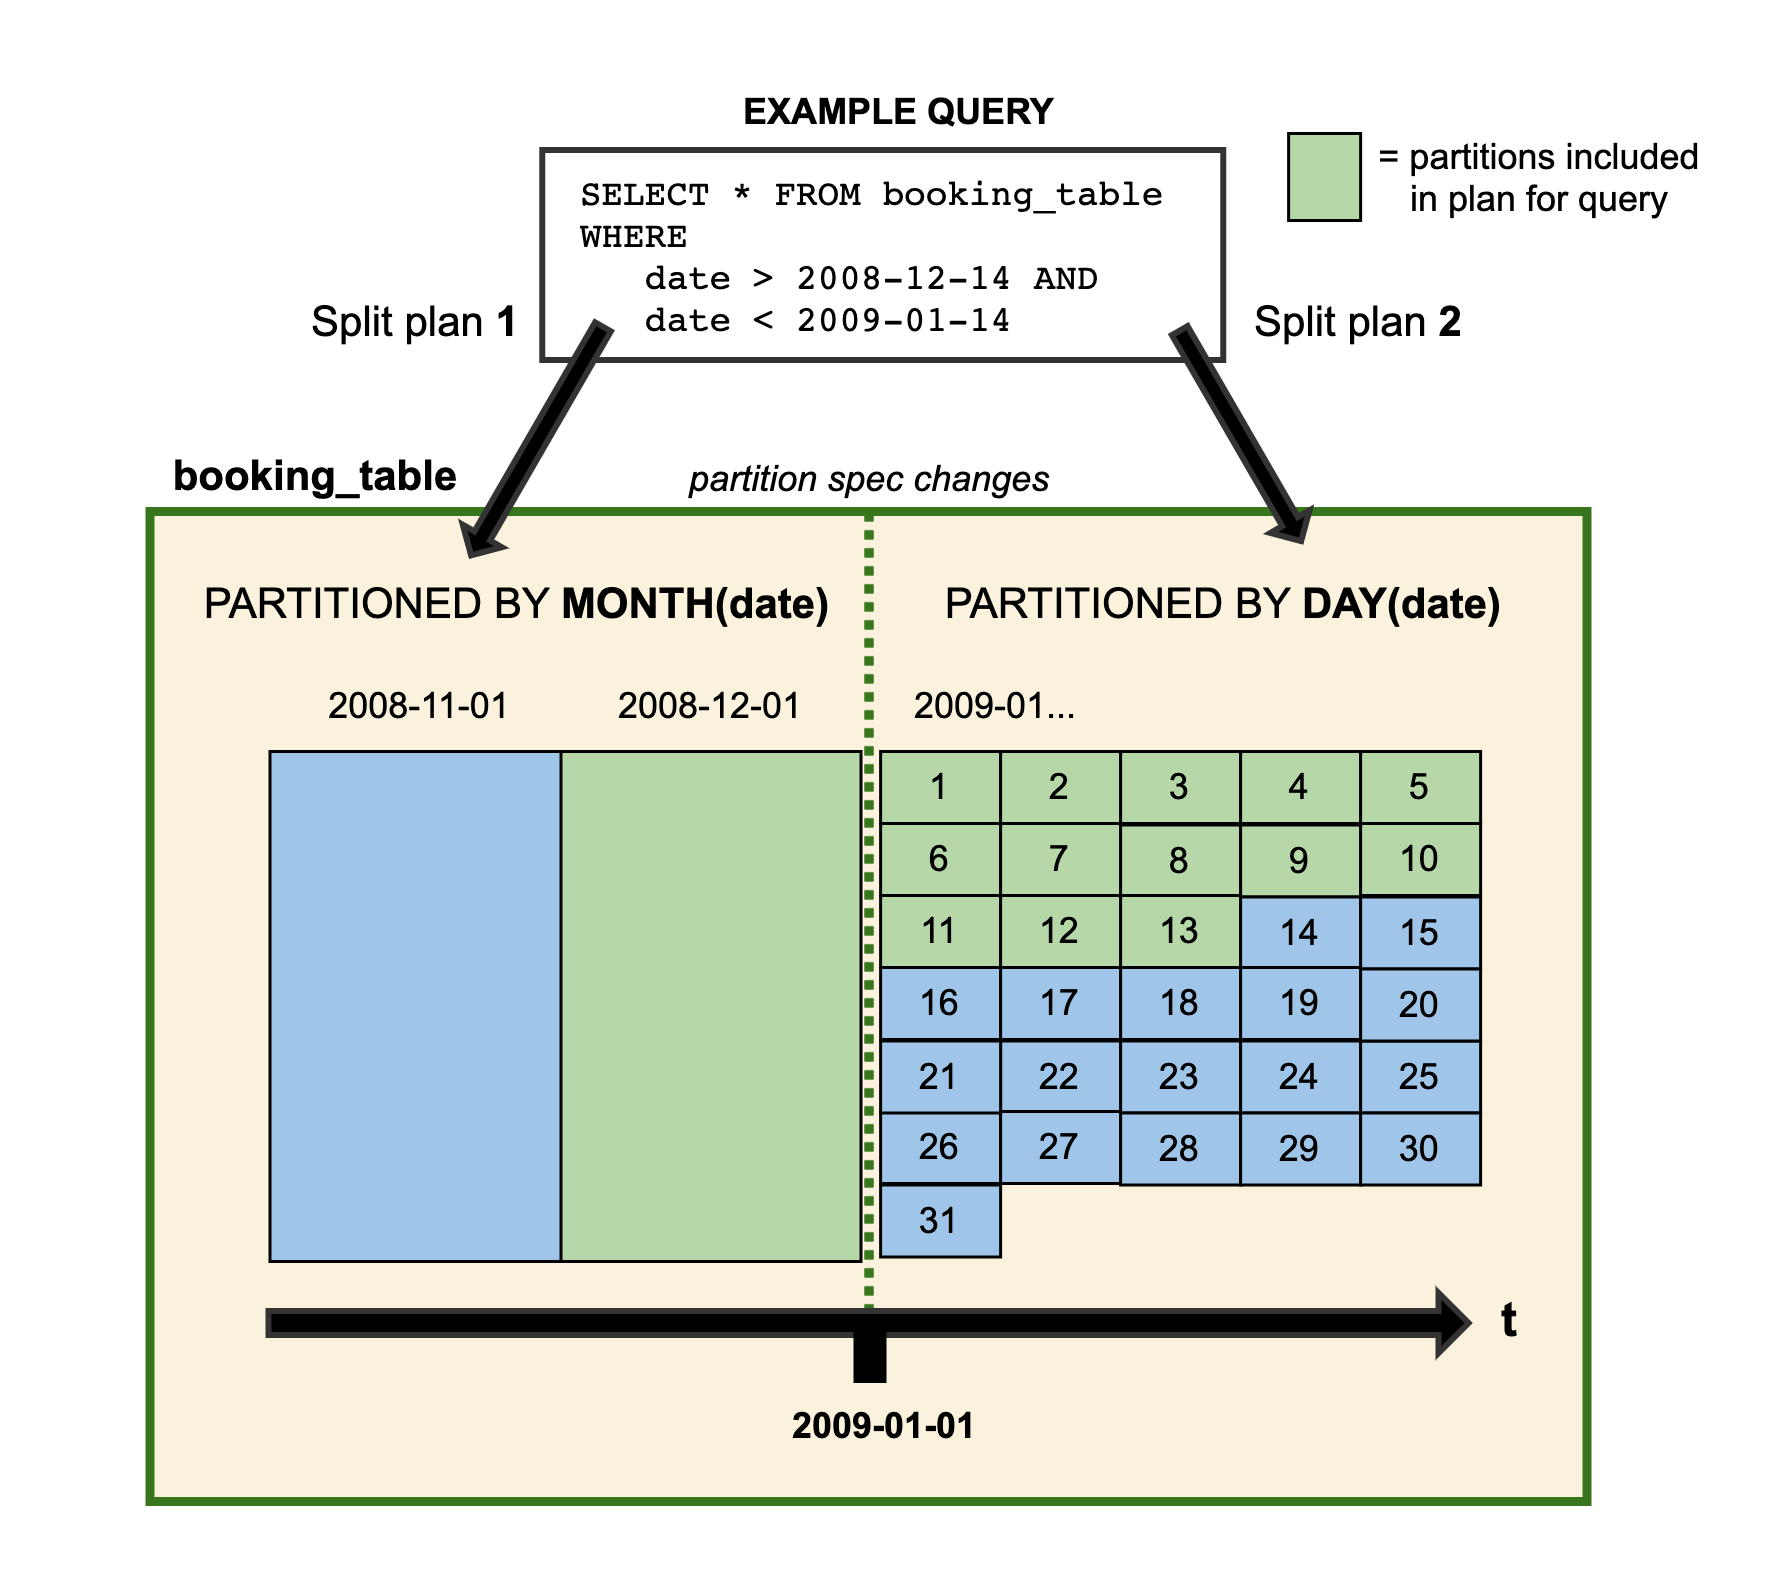 EXAMPLE QUERY
SELECT * FROM booking_table
WHERE
date > 2008-12-14 AND
date < 2009-01-14
= partitions included
in plan for query
Split plan 1
Split plan 2
booking_table
partition spec changes
PARTITIONED BY MONTH(date)
PARTITIONED BY DAY(date)
2008-11-01
2008-12-01
2009-01...
1 2 3 4 5
6 7 8 9 10
11 12 13 14 15
16 17 18 19 20
21 22 23 24 25
26 27 28 29 30
31
t
2009-01-01